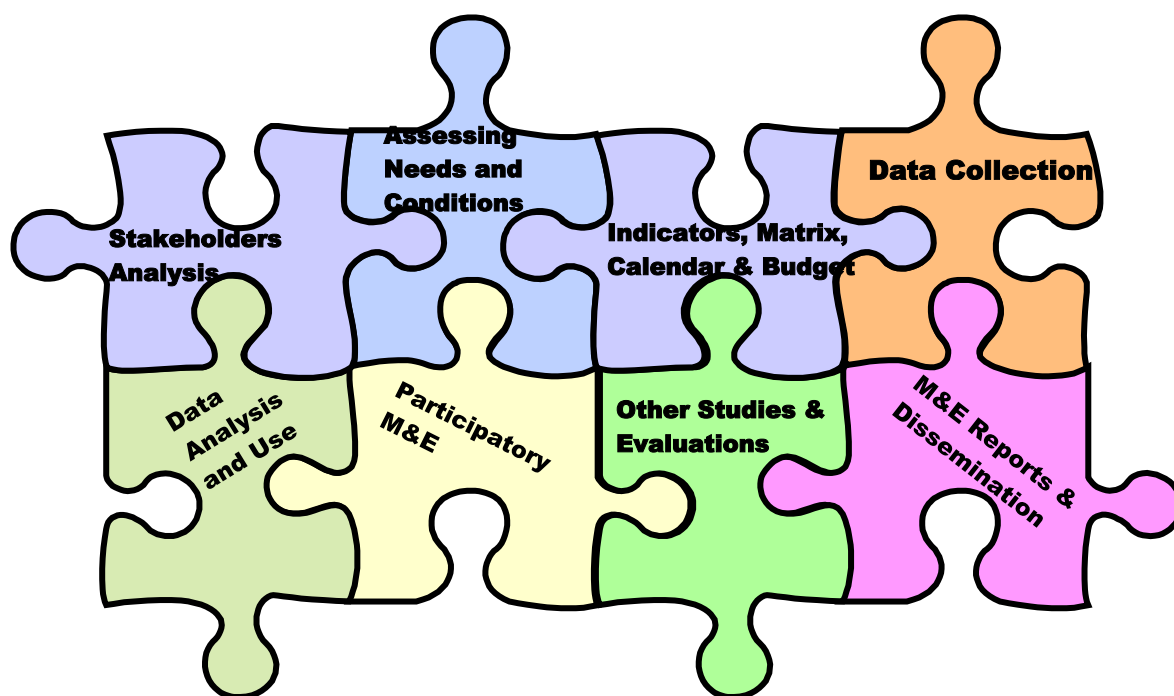 Assessing
Needs and
Conditions
Data Collection
Stakeholders
Analysis
Indicators, Matrix,
Calendar & Budget
Data
Analysis
and Use
Participatory
M&E
Other Studies &
Evaluations
M&E Reports &
Dissemination